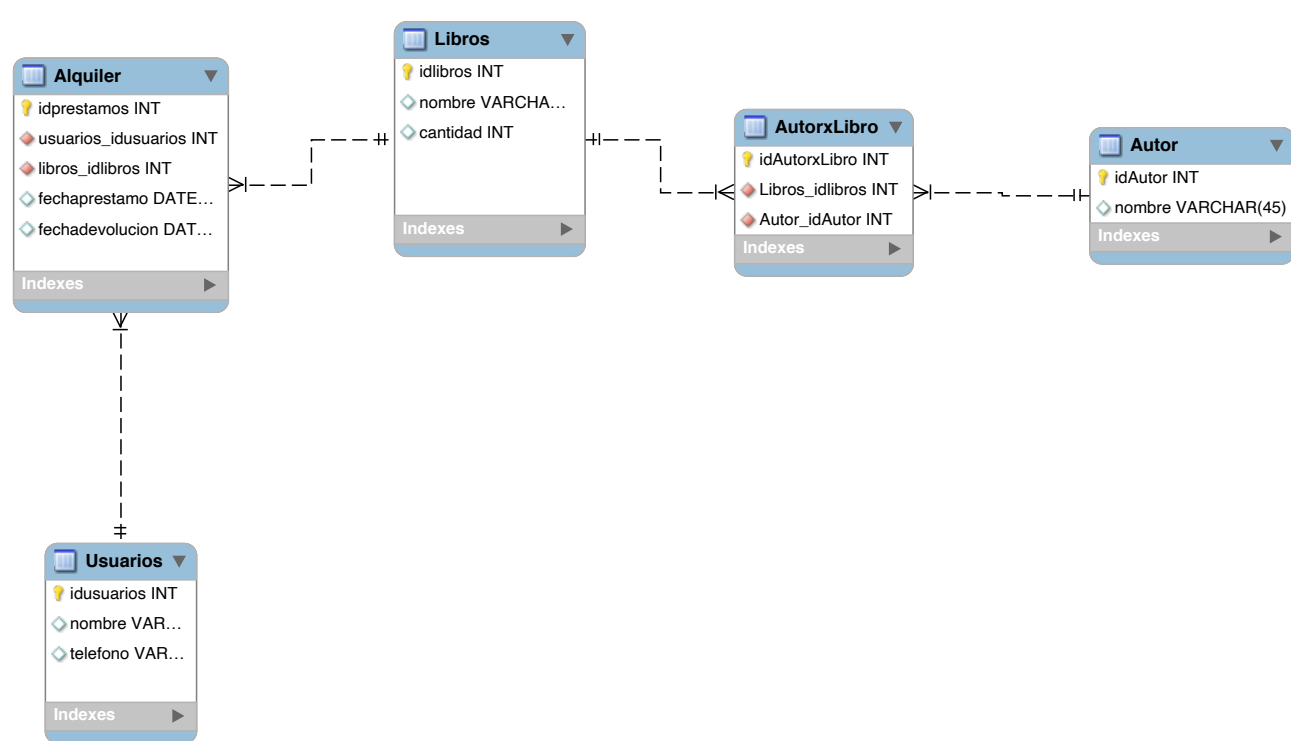 Alquiler
idprestamos INT
usuarios_idusuarios INT
libros_idlibros INT
fechaprestamo DATE...
fechadevolucion DAT...
Indexes
Libros
idlibros INT
nombre VARCHA...
cantidad INT
Indexes
AutorxLibro
idAutorxLibro INT
Libros_idlibros INT
Autor_idAutor INT
Indexes
Autor
idAutor INT
nombre VARCHAR(45)
Indexes
Usuarios
idusuarios INT
nombre VAR...
telefono VAR...
Indexes